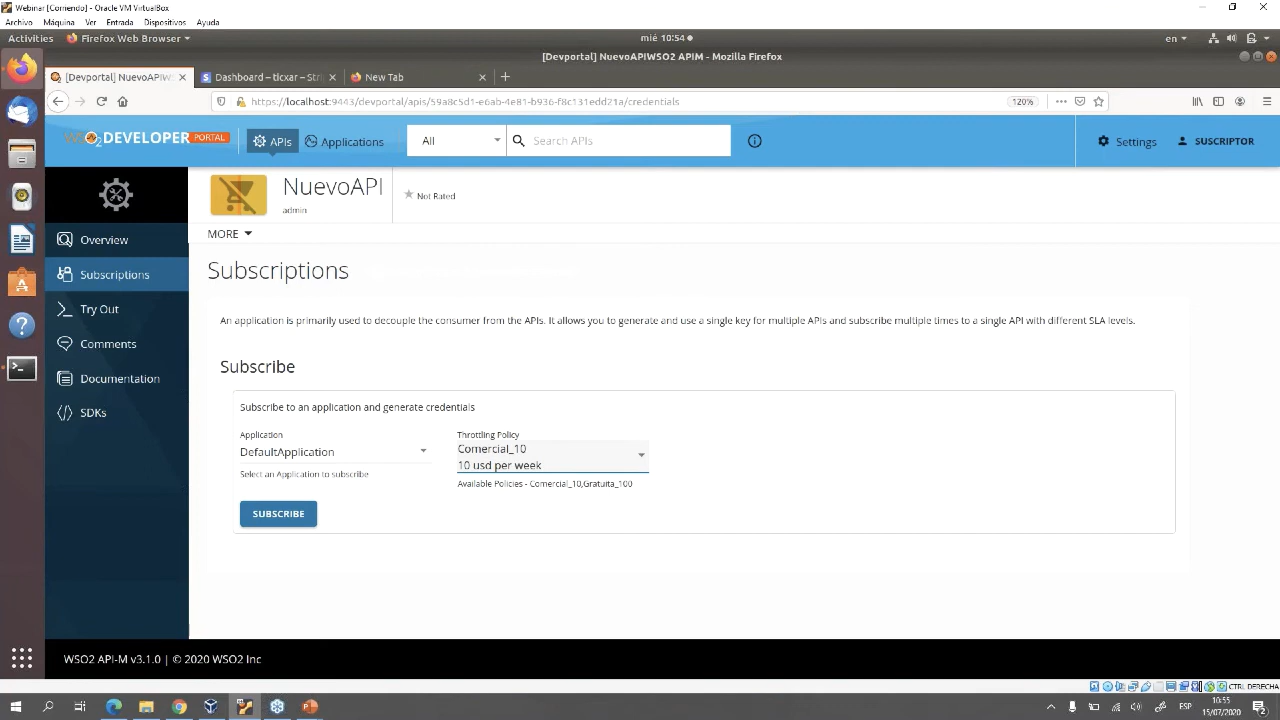 Webinar [Corriendo] - Oracle VM VirtualBox
Archivo Máquina Ver Entrada Dispositivos Ayuda
Activities Firefox Web Browser mié 10:54 en
[Devportal] NuevoAPIWSO2 APIM - Mozilla Firefox
[Devportal] NuevoAPIWS Dashboard – ticxar – Stri New Tab
https://localhost:9443/devportal/apis/59a8c5d1-e6ab-4e81-b936-f8c131edd21a/credentials 120%
WSO2 DEVELOPER PORTAL APIs Applications All Search APIs Settings SUSCRIPTOR
NuevoAPI
admin
Not Rated
MORE
Overview
Subscriptions
Try Out
Comments
Documentation
SDKs
Subscriptions
An application is primarily used to decouple the consumer from the APIs. It allows you to generate and use a single key for multiple APIs and subscribe multiple times to a single API with different SLA levels.
Subscribe
Subscribe to an application and generate credentials
Application
DefaultApplication
Select an Application to subscribe
Throttling Policy
Comercial_10
10 usd per week
Available Policies - Comercial_10,Gratuita_100
SUBSCRIBE
WSO2 API-M v3.1.0 | © 2020 WSO2 Inc
CTRL DERECHA
ESP
10:55
15/07/2020
2